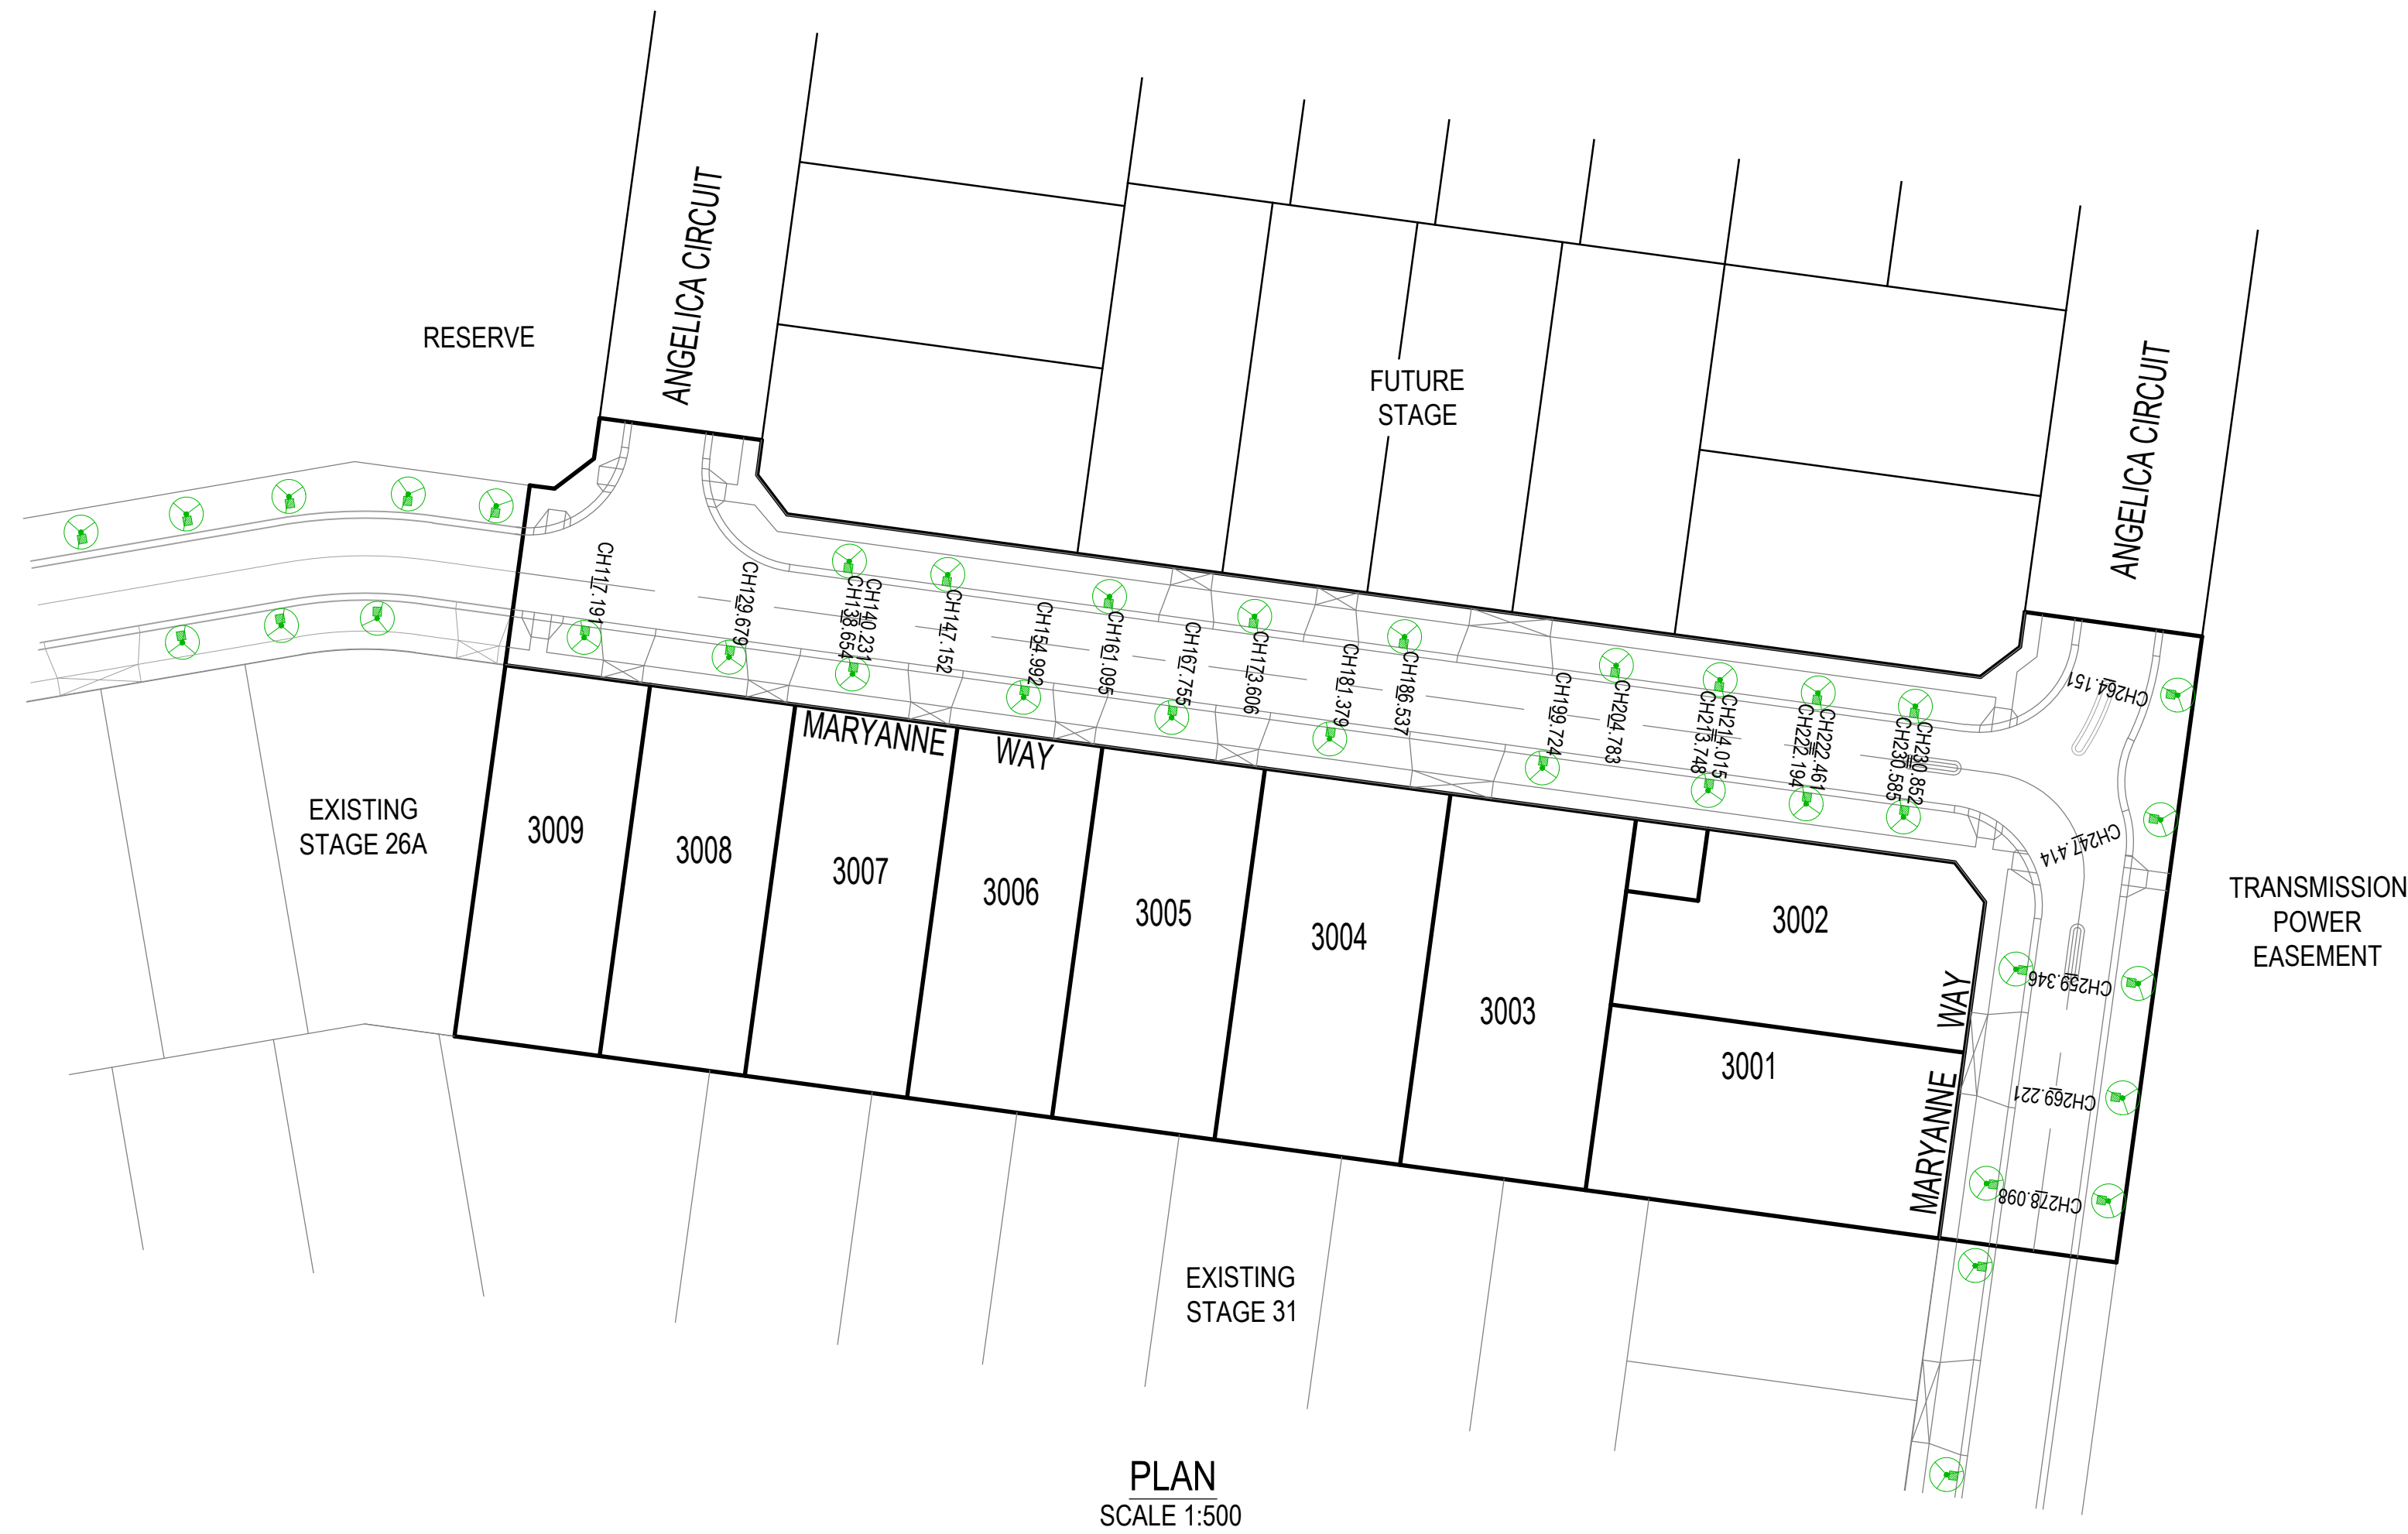 ANGELICA CIRCUIT
RESERVE
FUTURE
STAGE
ANGELICA CIRCUIT
CH117.191
CH129.679
CH138.654
CH140.231
CH147.152
CH154.992
CH161.095
CH167.755
CH173.606
CH181.379
CH186.537
CH199.724
CH204.783
CH213.748
CH214.015
CH222.194
CH222.461
CH230.585
CH230.852
CH264.151
CH247.414
CH259.346
CH269.221
CH278.098
MARYANNE WAY
EXISTING
STAGE 26A
3009
3008
3007
3006
3005
3004
3003
3002
3001
MARYANNE WAY
TRANSMISSION
POWER
EASEMENT
EXISTING
STAGE 31
PLAN
SCALE 1:500